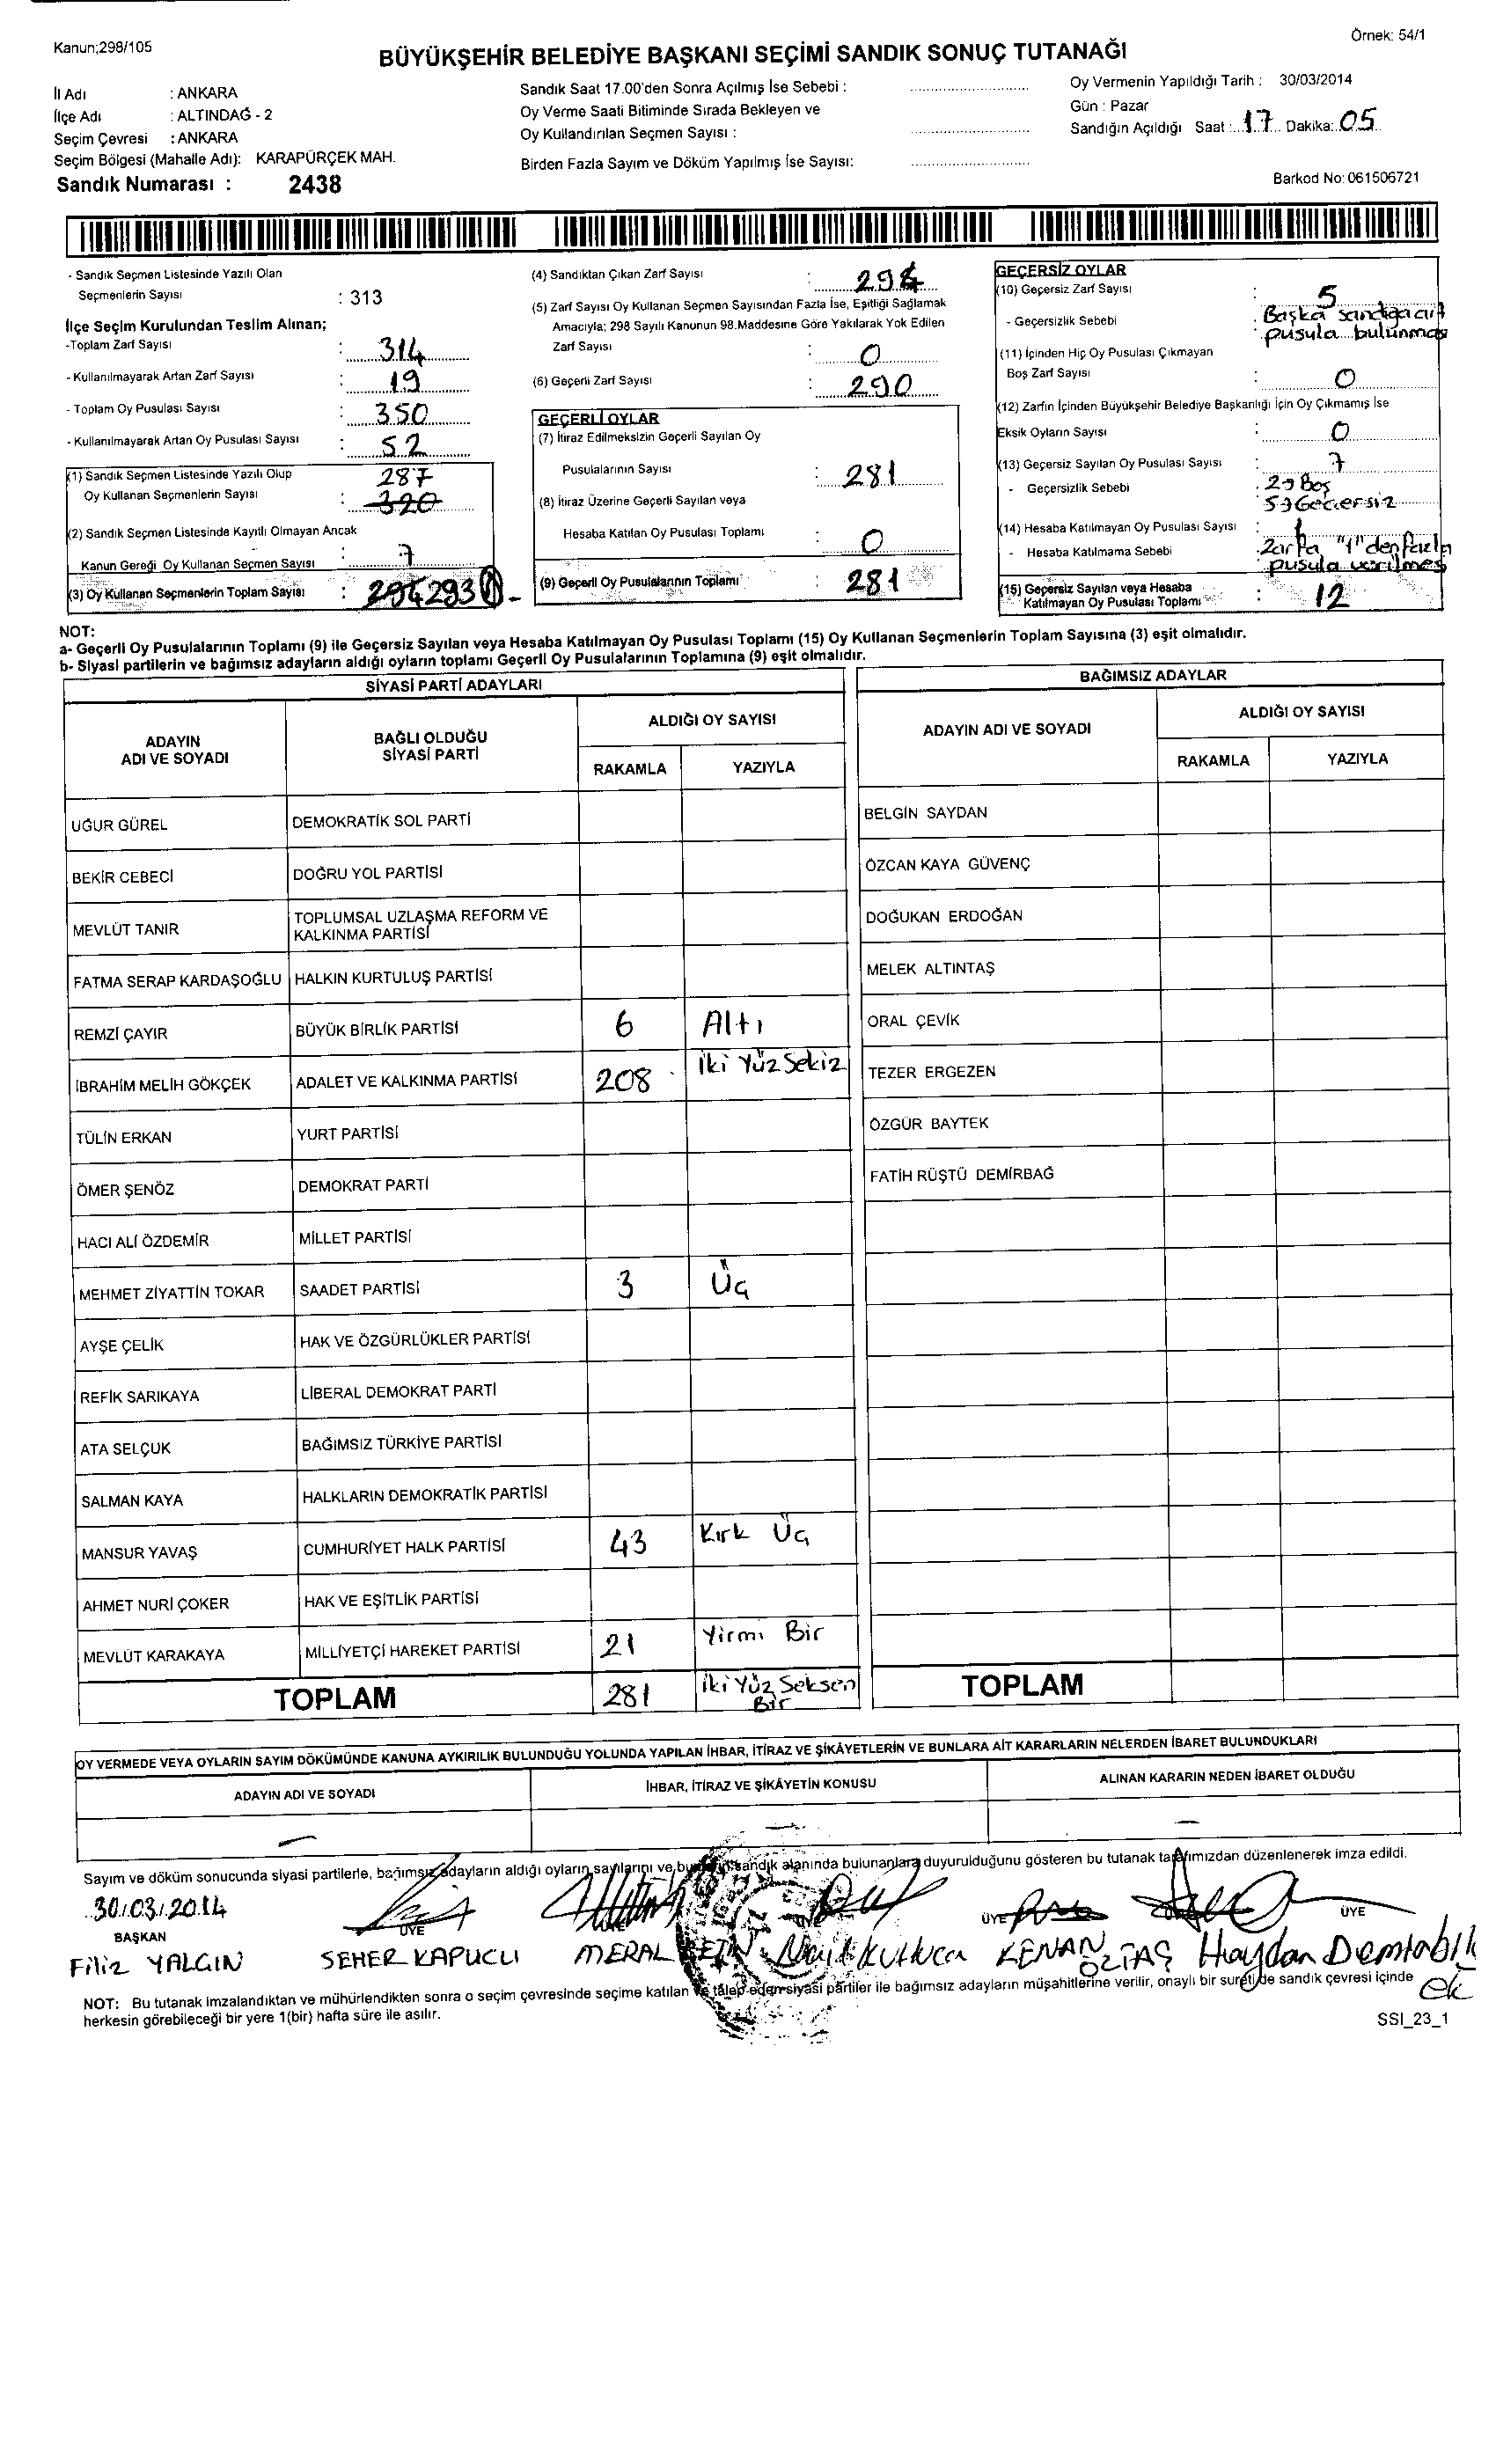 Kanun;298/105
Örnek: 54/1
BÜYÜKŞEHİR BELEDİYE BAŞKANI SEÇİMİ SANDIK SONUÇ TUTANAĞI
İl Adı : ANKARA
İlçe Adı : ALTINDAĞ - 2
Seçim Çevresi : ANKARA
Seçim Bölgesi (Mahalle Adı): KARAPÜRÇEK MAH.
Sandık Numarası : 2438
Sandık Saat 17.00'den Sonra Açılmış İse Sebebi :
Oy Verme Saati Bitiminde Sırada Bekleyen ve
Oy Kullandırılan Seçmen Sayısı :
Birden Fazla Sayım ve Döküm Yapılmış İse Sayısı:
Oy Vermenin Yapıldığı Tarih : 30/03/2014
Gün : Pazar
Sandığın Açıldığı Saat : 17 Dakika: 05
Barkod No: 061506721
- Sandık Seçmen Listesinde Yazılı Olan
Seçmenlerin Sayısı : 313
İlçe Seçim Kurulundan Teslim Alınan;
-Toplam Zarf Sayısı : 314
- Kullanılmayarak Artan Zarf Sayısı : 19
- Toplam Oy Pusulası Sayısı : 350
- Kullanılmayarak Artan Oy Pusulası Sayısı : 52
(1) Sandık Seçmen Listesinde Yazılı Olup 287
Oy Kullanan Seçmenlerin Sayısı : 320
(2) Sandık Seçmen Listesinde Kayıtlı Olmayan Ancak
Kanun Gereği Oy Kullanan Seçmen Sayısı : 7
(3) Oy Kullanan Seçmenlerin Toplam Sayısı : 293
(4) Sandıktan Çıkan Zarf Sayısı : 294
(5) Zarf Sayısı Oy Kullanan Seçmen Sayısından Fazla İse, Eşitliği Sağlamak
Amacıyla; 298 Sayılı Kanunun 98.Maddesine Göre Yakılarak Yok Edilen
Zarf Sayısı : 0
(6) Geçerli Zarf Sayısı : 290
GEÇERLİ OYLAR
(7) İtiraz Edilmeksizin Geçerli Sayılan Oy
Pusulalarının Sayısı : 281
(8) İtiraz Üzerine Geçerli Sayılan veya
Hesaba Katılan Oy Pusulası Toplamı : 0
(9) Geçerli Oy Pusulalarının Toplamı : 281
GEÇERSİZ OYLAR
(10) Geçersiz Zarf Sayısı : 5
- Geçersizlik Sebebi : Başka sandığa ait
pusula bulunması
(11) İçinden Hiç Oy Pusulası Çıkmayan
Boş Zarf Sayısı : 0
(12) Zarfın İçinden Büyükşehir Belediye Başkanlığı İçin Oy Çıkmamış İse
Eksik Oyların Sayısı : 0
(13) Geçersiz Sayılan Oy Pusulası Sayısı : 7
- Geçersizlik Sebebi : 2 Boş
5 Geçersiz
(14) Hesaba Katılmayan Oy Pusulası Sayısı : 1
- Hesaba Katılmama Sebebi : Zarfa "1" den fazla
pusula verilmesi
(15) Geçersiz Sayılan veya Hesaba
Katılmayan Oy Pusulası Toplamı : 12
NOT:
a- Geçerli Oy Pusulalarının Toplamı (9) ile Geçersiz Sayılan veya Hesaba Katılmayan Oy Pusulası Toplamı (15) Oy Kullanan Seçmenlerin Toplam Sayısına (3) eşit olmalıdır.
b- Siyasi partilerin ve bağımsız adayların aldığı oyların toplamı Geçerli Oy Pusulalarının Toplamına (9) eşit olmalıdır.
SİYASİ PARTİ ADAYLARI
ADAYIN ADI VE SOYADI
BAĞLI OLDUĞU SİYASİ PARTİ
ALDIĞI OY SAYISI
RAKAMLA YAZIYLA
UĞUR GÜREL DEMOKRATİK SOL PARTİ
BEKİR CEBECİ DOĞRU YOL PARTİSİ
MEVLÜT TANIR TOPLUMSAL UZLAŞMA REFORM VE KALKINMA PARTİSİ
FATMA SERAP KARDAŞOĞLU HALKIN KURTULUŞ PARTİSİ
REMZİ ÇAYIR BÜYÜK BİRLİK PARTİSİ 6 Altı
İBRAHİM MELİH GÖKÇEK ADALET VE KALKINMA PARTİSİ 208 İki Yüz Sekiz
TÜLİN ERKAN YURT PARTİSİ
ÖMER ŞENÖZ DEMOKRAT PARTİ
HACI ALİ ÖZDEMİR MİLLET PARTİSİ
MEHMET ZİYATTİN TOKAR SAADET PARTİSİ 3 Üç
AYŞE ÇELİK HAK VE ÖZGÜRLÜKLER PARTİSİ
REFİK SARIKAYA LİBERAL DEMOKRAT PARTİ
ATA SELÇUK BAĞIMSIZ TÜRKİYE PARTİSİ
SALMAN KAYA HALKLARIN DEMOKRATİK PARTİSİ
MANSUR YAVAŞ CUMHURİYET HALK PARTİSİ 43 Kırk Üç
AHMET NURİ ÇOKER HAK VE EŞİTLİK PARTİSİ
MEVLÜT KARAKAYA MİLLİYETÇİ HAREKET PARTİSİ 21 Yirmi Bir
TOPLAM 281 İki Yüz Seksen Bir
BAĞIMSIZ ADAYLAR
ADAYIN ADI VE SOYADI
ALDIĞI OY SAYISI
RAKAMLA YAZIYLA
BELGİN SAYDAN
ÖZCAN KAYA GÜVENÇ
DOĞUKAN ERDOĞAN
MELEK ALTINTAŞ
ORAL ÇEVİK
TEZER ERGEZEN
ÖZGÜR BAYTEK
FATİH RÜŞTÜ DEMİRBAĞ
TOPLAM
OY VERMEDE VEYA OYLARIN SAYIM DÖKÜMÜNDE KANUNA AYKIRILIK BULUNDUĞU YOLUNDA YAPILAN İHBAR, İTİRAZ VE ŞİKÂYETLERİN VE BUNLARA AİT KARARLARIN NELERDEN İBARET BULUNDUKLARI
ADAYIN ADI VE SOYADI
İHBAR, İTİRAZ VE ŞİKÂYETİN KONUSU
ALINAN KARARIN NEDEN İBARET OLDUĞU
Sayım ve döküm sonucunda siyasi partilerle, bağımsız adayların aldığı oyların sayılarını ve sandık alanında bulunanlara duyurulduğunu gösteren bu tutanak tarafımızdan düzenlenerek imza edildi.
30/03/2014
BAŞKAN ÜYE ÜYE ÜYE
Filiz YALÇIN SEHER KAPUCU MERAL KENAN ÖZTAŞ Haydar
NOT: Bu tutanak imzalandıktan ve mühürlendikten sonra o seçim çevresinde seçime katılan ve talep eden siyasi partiler ile bağımsız adayların müşahitlerine verilir, onaylı bir sureti de sandık çevresi içinde
herkesin görebileceği bir yere 1(bir) hafta süre ile asılır.
SSI_23_1